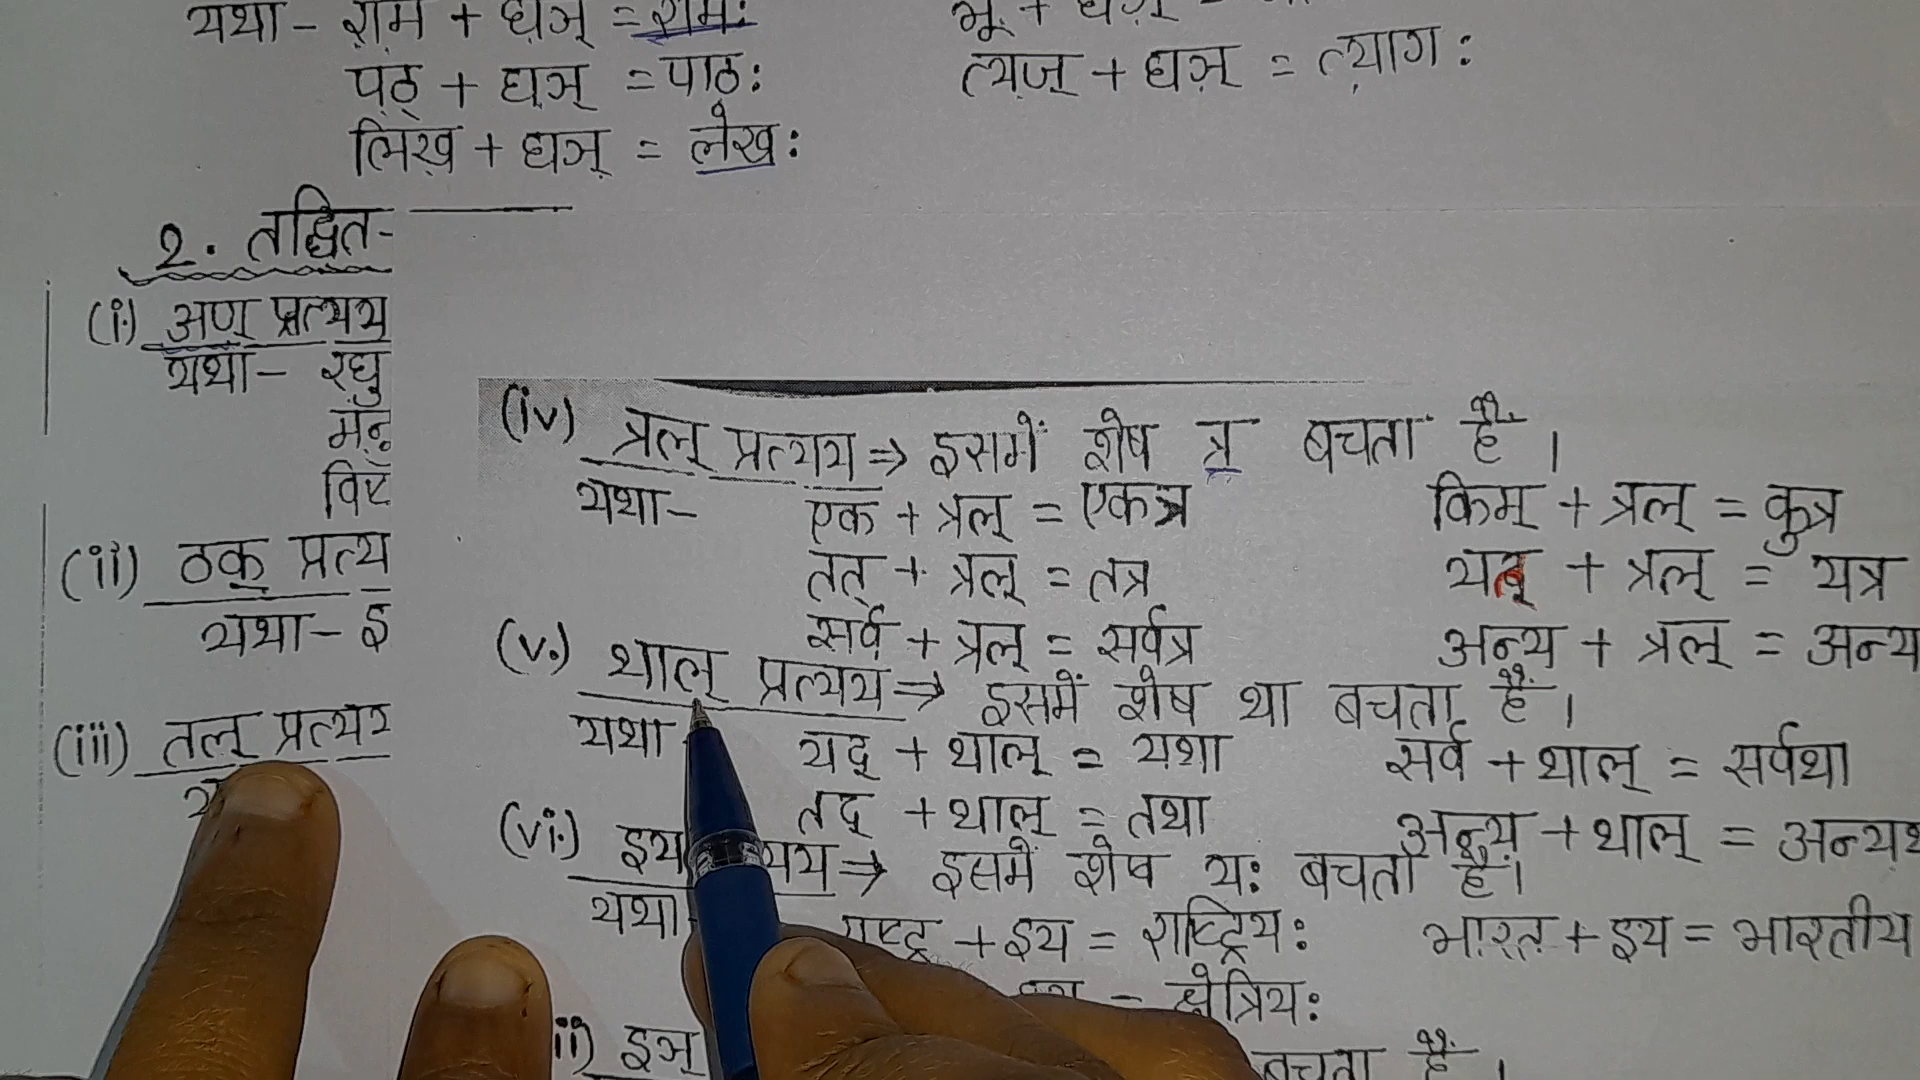 यथा- राम + घञ् = रामः
पठ् + घञ् = पाठः
त्यज् + घञ् = त्यागः
लिख् + घञ् = लेखः
2. तद्धित-
(i) अण् प्रत्यय
यथा- रघु
(ii) ठक् प्रत्य
यथा- इ
(iii) तल् प्रत्यय
(iv) त्रल् प्रत्यय ⇒ इसमें शेष त्र बचता है।
यथा- एक + त्रल् = एकत्र किम् + त्रल् = कुत्र
तत् + त्रल् = तत्र यत् + त्रल् = यत्र
सर्व + त्रल् = सर्वत्र अन्य + त्रल् = अन्य
(v.) थाल् प्रत्यय ⇒ इसमें शेष था बचता है।
यथा यद् + थाल् = यथा सर्व + थाल् = सर्वथा
तद् + थाल् = तथा अन्य + थाल् = अन्यथ
(vi.) इय यय ⇒ इसमें शेष यः बचता है।
यथा राष्ट्र + इय = राष्ट्रियः भारत + इय = भारतीय
= क्षेत्रियः
ii) इञ् बचता है।